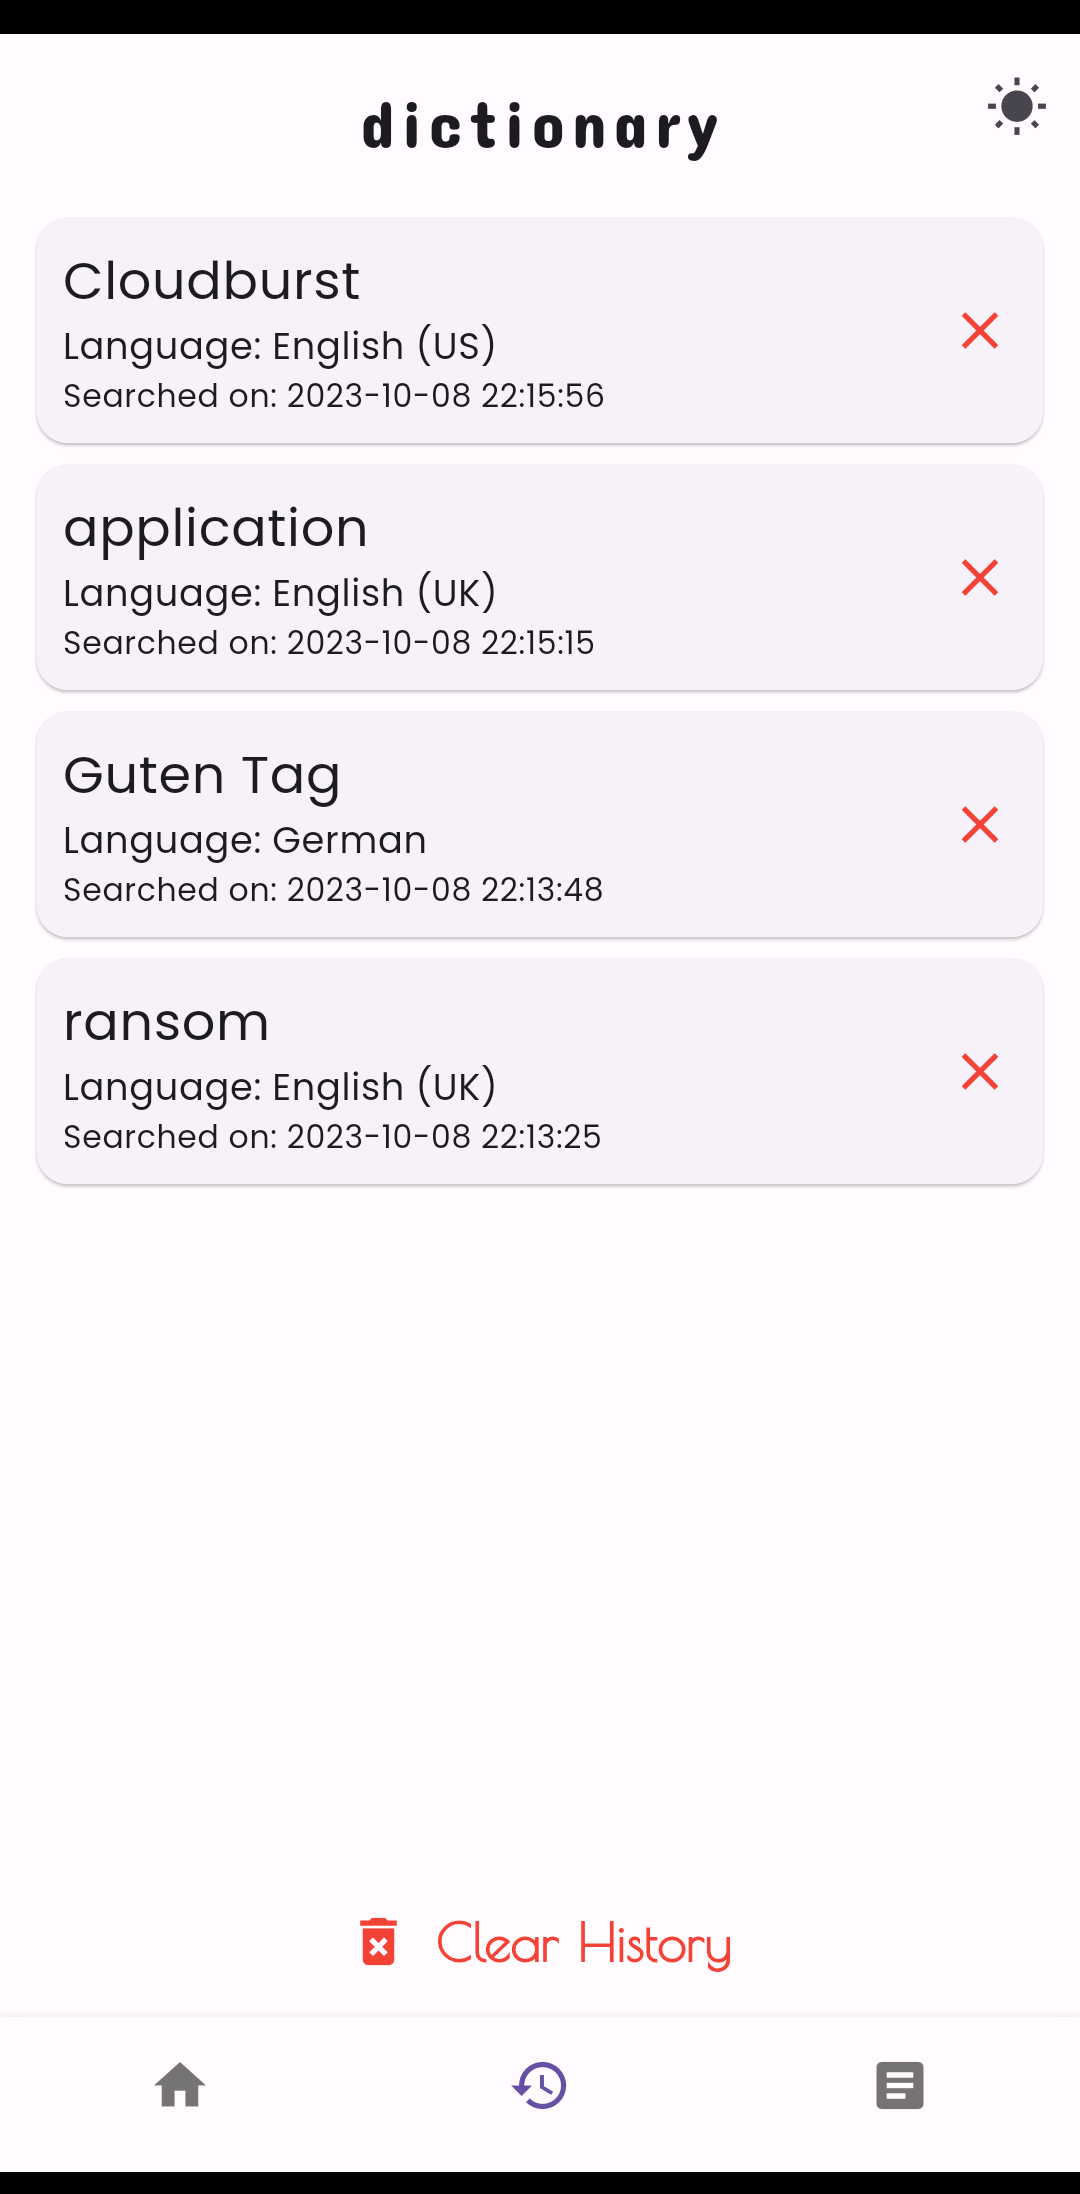 dictionary
Cloudburst
Language: English (US)
Searched on: 2023-10-08 22:15:56
application
Language: English (UK)
Searched on: 2023-10-08 22:15:15
Guten Tag
Language: German
Searched on: 2023-10-08 22:13:48
ransom
Language: English (UK)
Searched on: 2023-10-08 22:13:25
Clear History